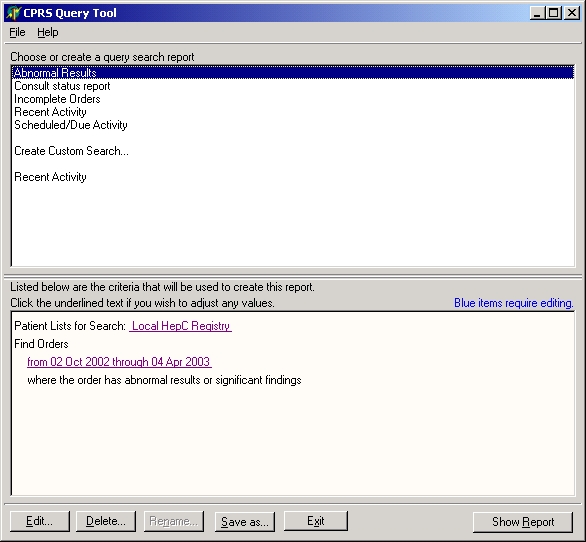 CPRS Query Tool
File Help
Choose or create a query search report
Abnormal Results
Consult status report
Incomplete Orders
Recent Activity
Scheduled/Due Activity
Create Custom Search...
Recent Activity
Listed below are the criteria that will be used to create this report.
Click the underlined text if you wish to adjust any values. Blue items require editing.
Patient Lists for Search: Local HepC Registry
Find Orders
from 02 Oct 2002 through 04 Apr 2003
where the order has abnormal results or significant findings
Edit... Delete... Rename... Save as... Exit Show Report